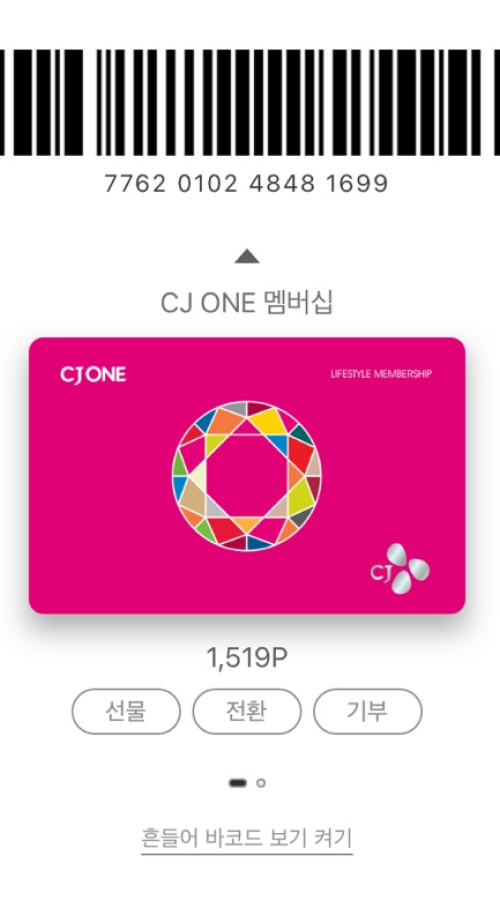 7762 0102 4848 1699
CJ ONE 멤버십
CJ ONE
LIFESTYLE MEMBERSHIP
CJ
1,519P
선물
전환
기부
흔들어 바코드 보기 켜기